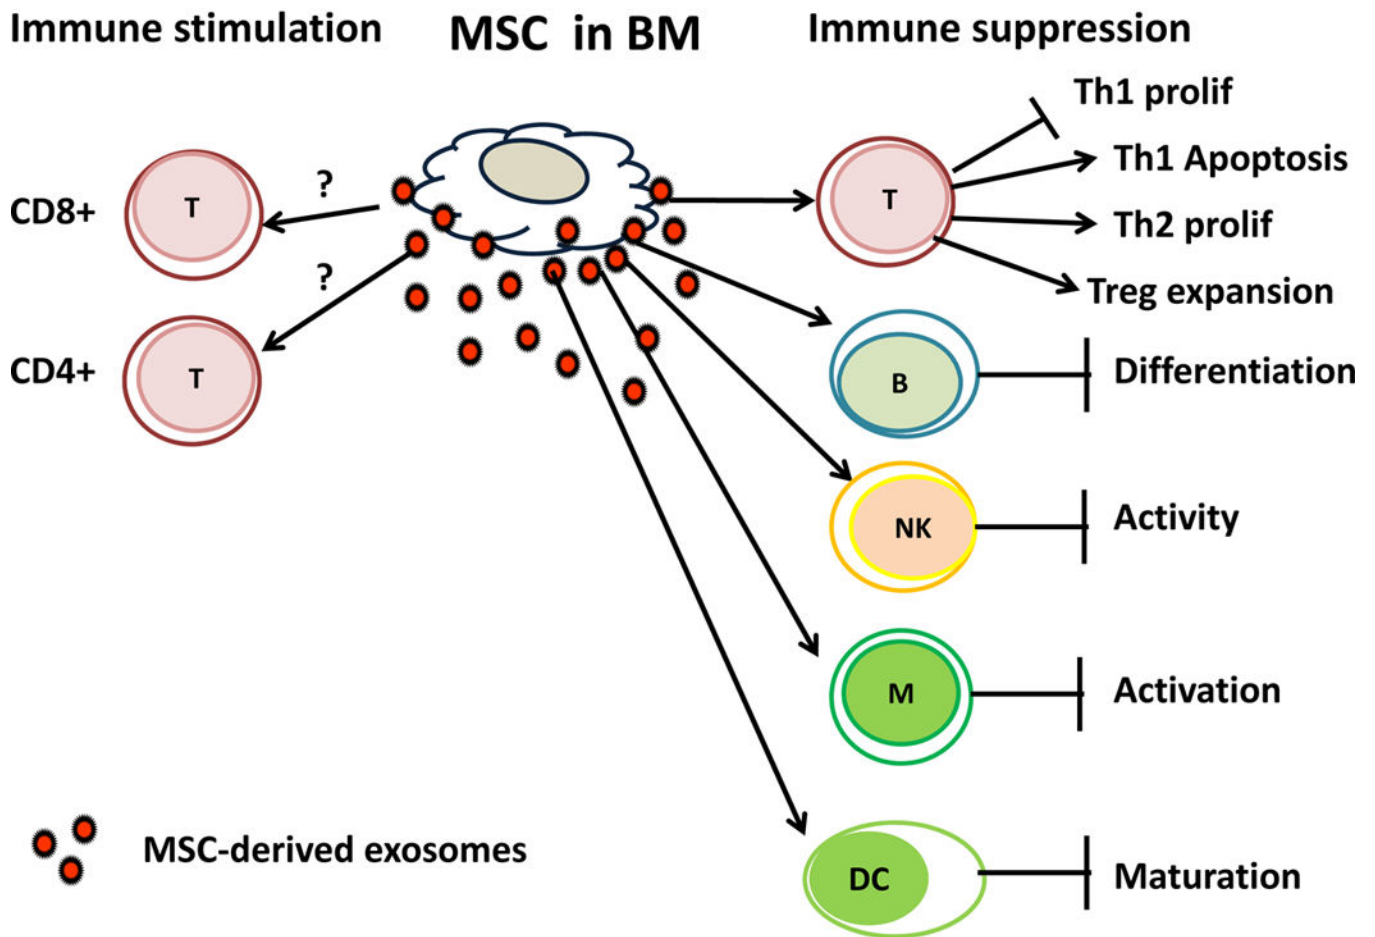 Immune stimulation
MSC in BM
Immune suppression
Th1 prolif
Th1 Apoptosis
Th2 prolif
Treg expansion
T
CD8+
T
?
?
CD4+
T
B
Differentiation
NK
Activity
M
Activation
DC
Maturation
MSC-derived exosomes